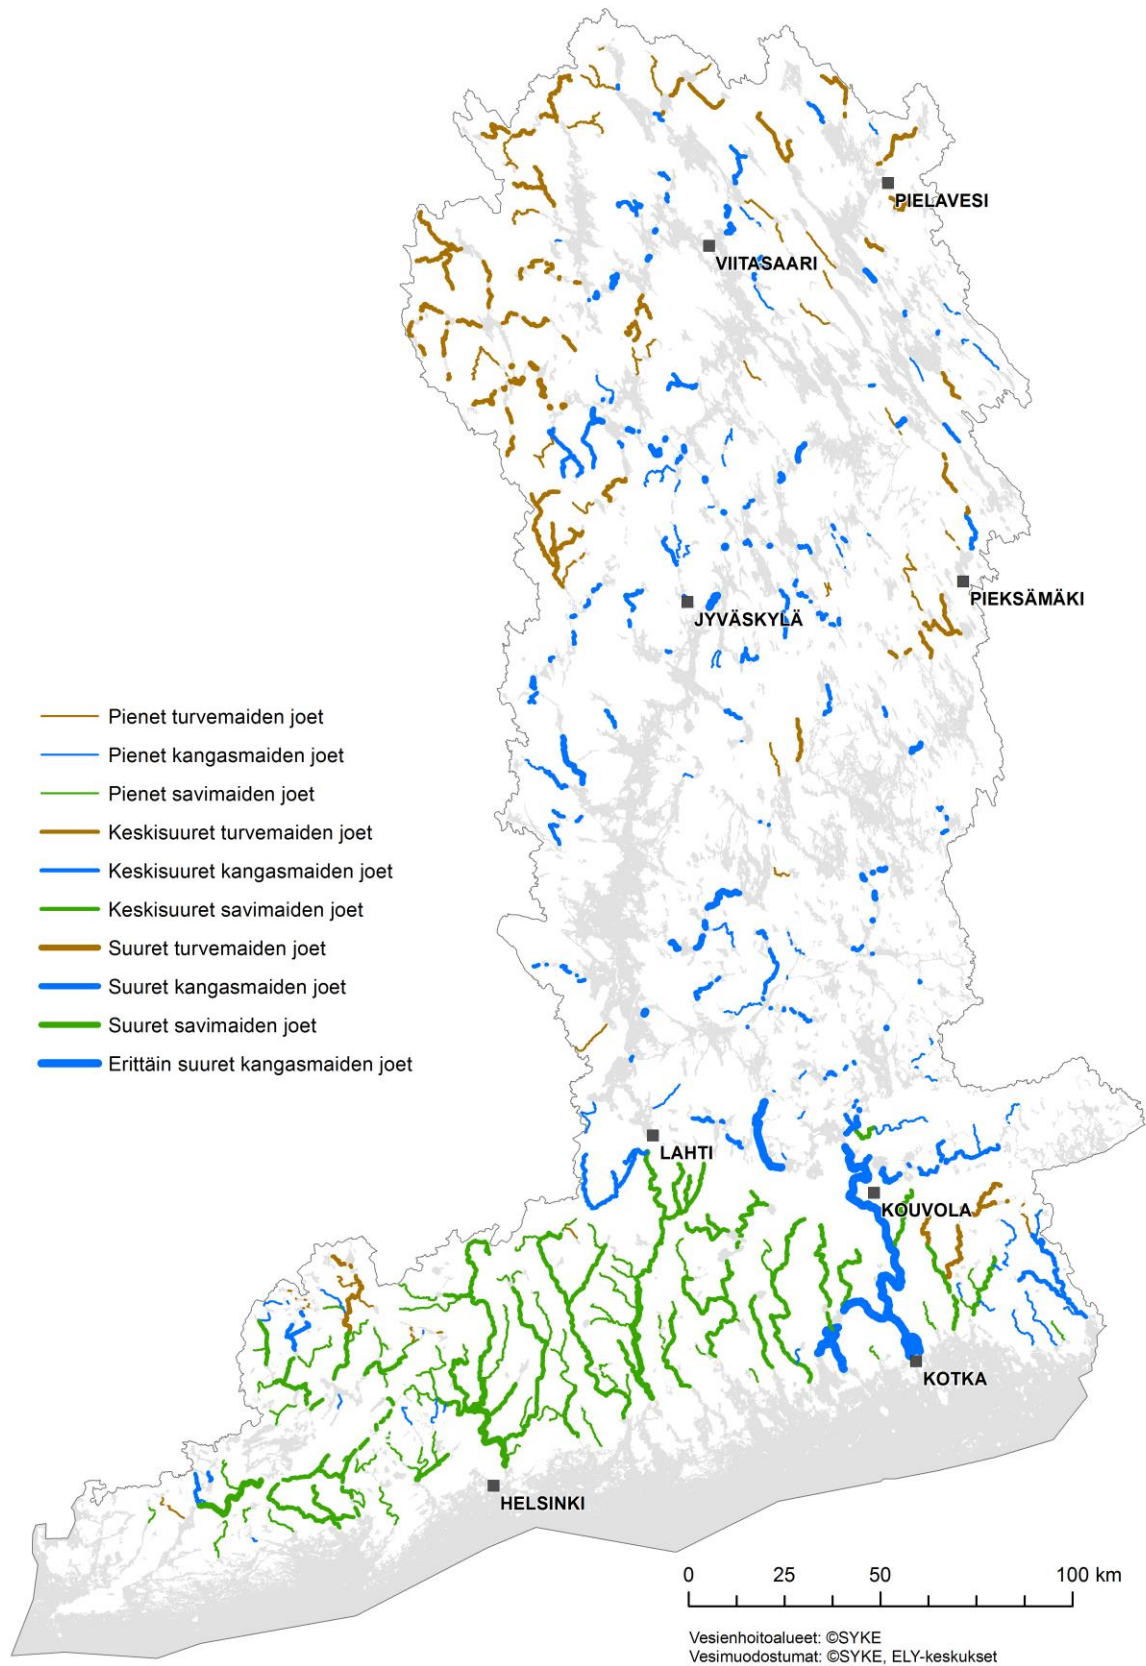 PIELAVESI
VIITASAARI
PIEKSÄMÄKI
JYVÄSKYLÄ
Pienet turvemaiden joet
Pienet kangasmaiden joet
Pienet savimaiden joet
Keskisuuret turvemaiden joet
Keskisuuret kangasmaiden joet
Keskisuuret savimaiden joet
Suuret turvemaiden joet
Suuret kangasmaiden joet
Suuret savimaiden joet
Erittäin suuret kangasmaiden joet
LAHTI
KOUVOLA
KOTKA
HELSINKI
0 25 50 100 km
Vesienhoitoalueet: ©SYKE
Vesimuodostumat: ©SYKE, ELY-keskukset